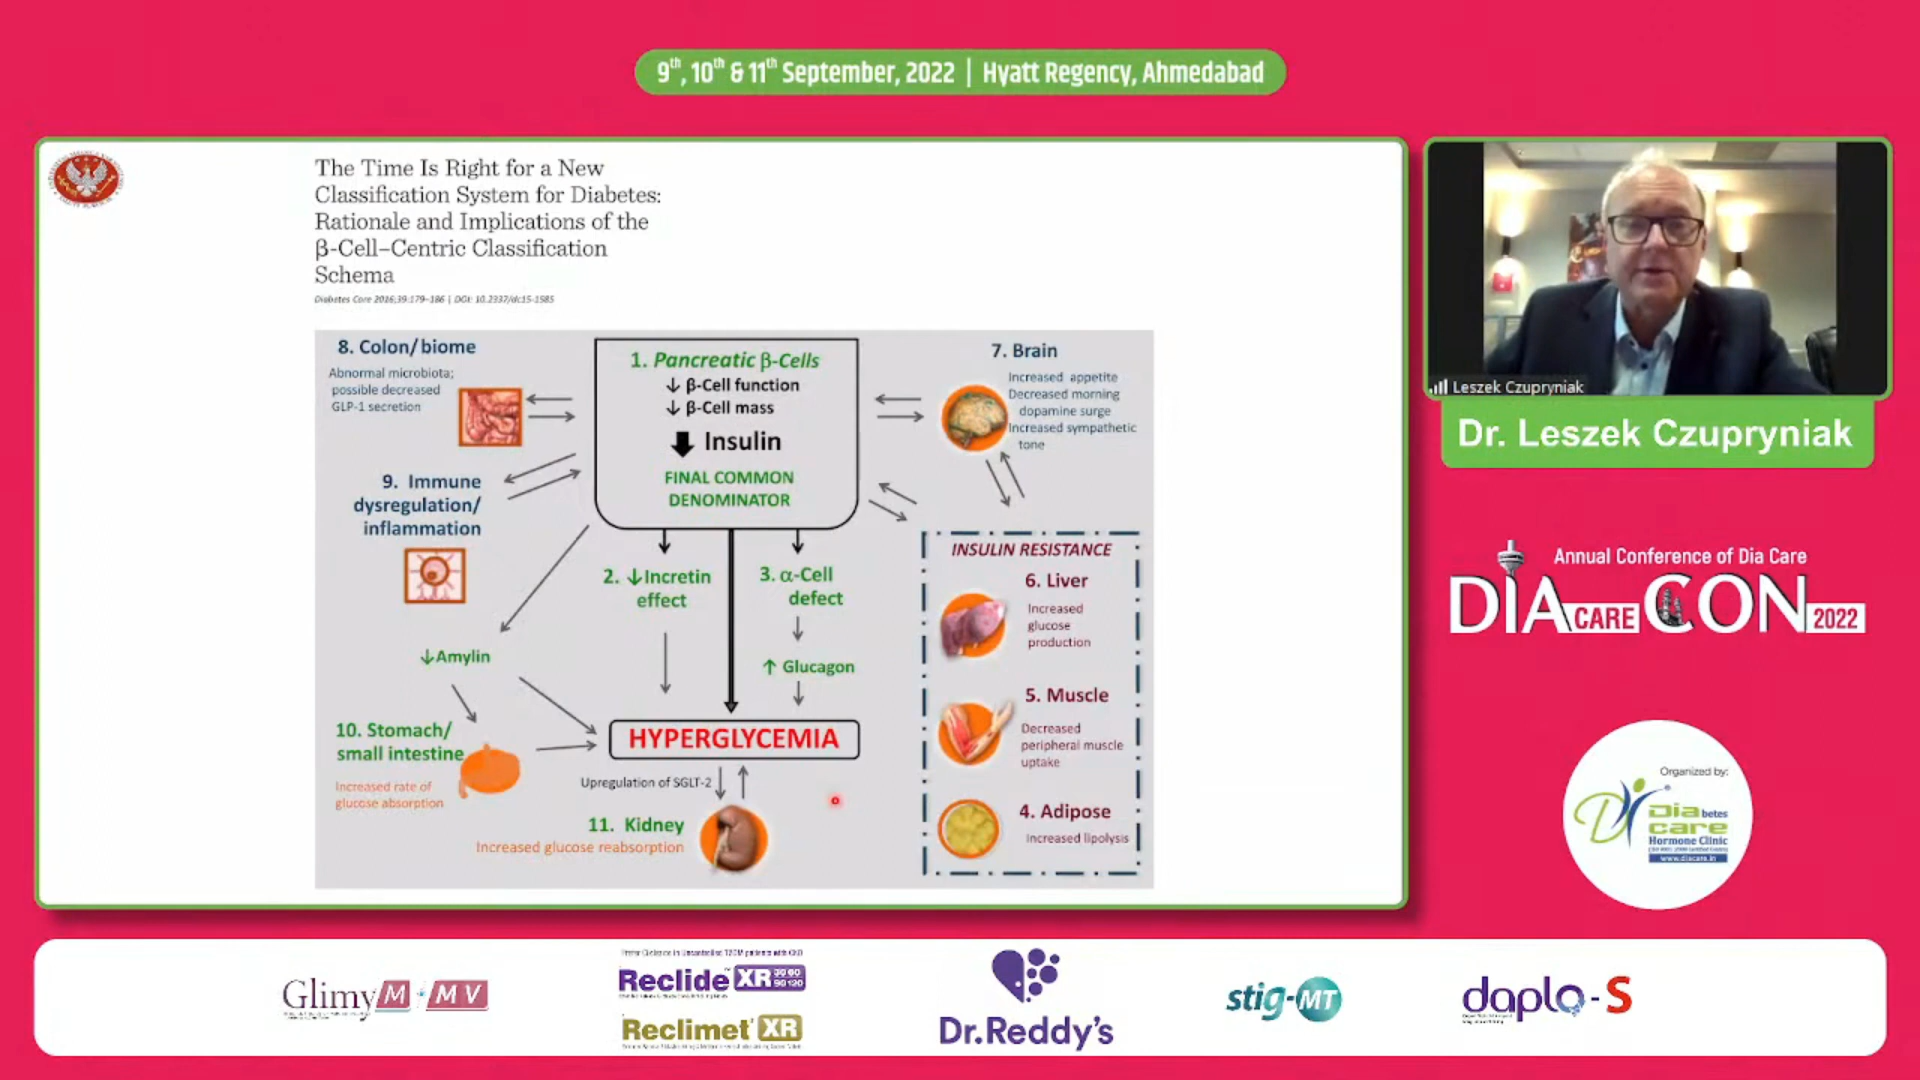 9th, 10th & 11th September, 2022 | Hyatt Regency, Ahmedabad
The Time Is Right for a New
Classification System for Diabetes:
Rationale and Implications of the
β-Cell–Centric Classification
Schema
Diabetes Care 2016;39:179–186 | DOI: 10.2337/dc15-1585
8. Colon/biome
Abnormal microbiota;
possible decreased
GLP-1 secretion
1. Pancreatic β-Cells
↓ β-Cell function
↓ β-Cell mass
↓ Insulin
FINAL COMMON
DENOMINATOR
7. Brain
Increased appetite
Decreased morning
dopamine surge
Increased sympathetic
tone
9. Immune
dysregulation/
inflammation
2. ↓Incretin
effect
3. α-Cell
defect
↑ Glucagon
↓Amylin
10. Stomach/
small intestine
Increased rate of
glucose absorption
HYPERGLYCEMIA
Upregulation of SGLT-2
11. Kidney
Increased glucose reabsorption
INSULIN RESISTANCE
6. Liver
Increased
glucose
production
5. Muscle
Decreased
peripheral muscle
uptake
4. Adipose
Increased lipolysis
Leszek Czupryniak
Dr. Leszek Czupryniak
Annual Conference of Dia Care
DIA CARE CON 2022
Organized by:
Diabetes
care
Hormone Clinic
www.diacare.in
Glimy M MV
Reclide XR 30 60
90 120
Reclimet XR
Dr.Reddy's
stig-MT
daplo-S